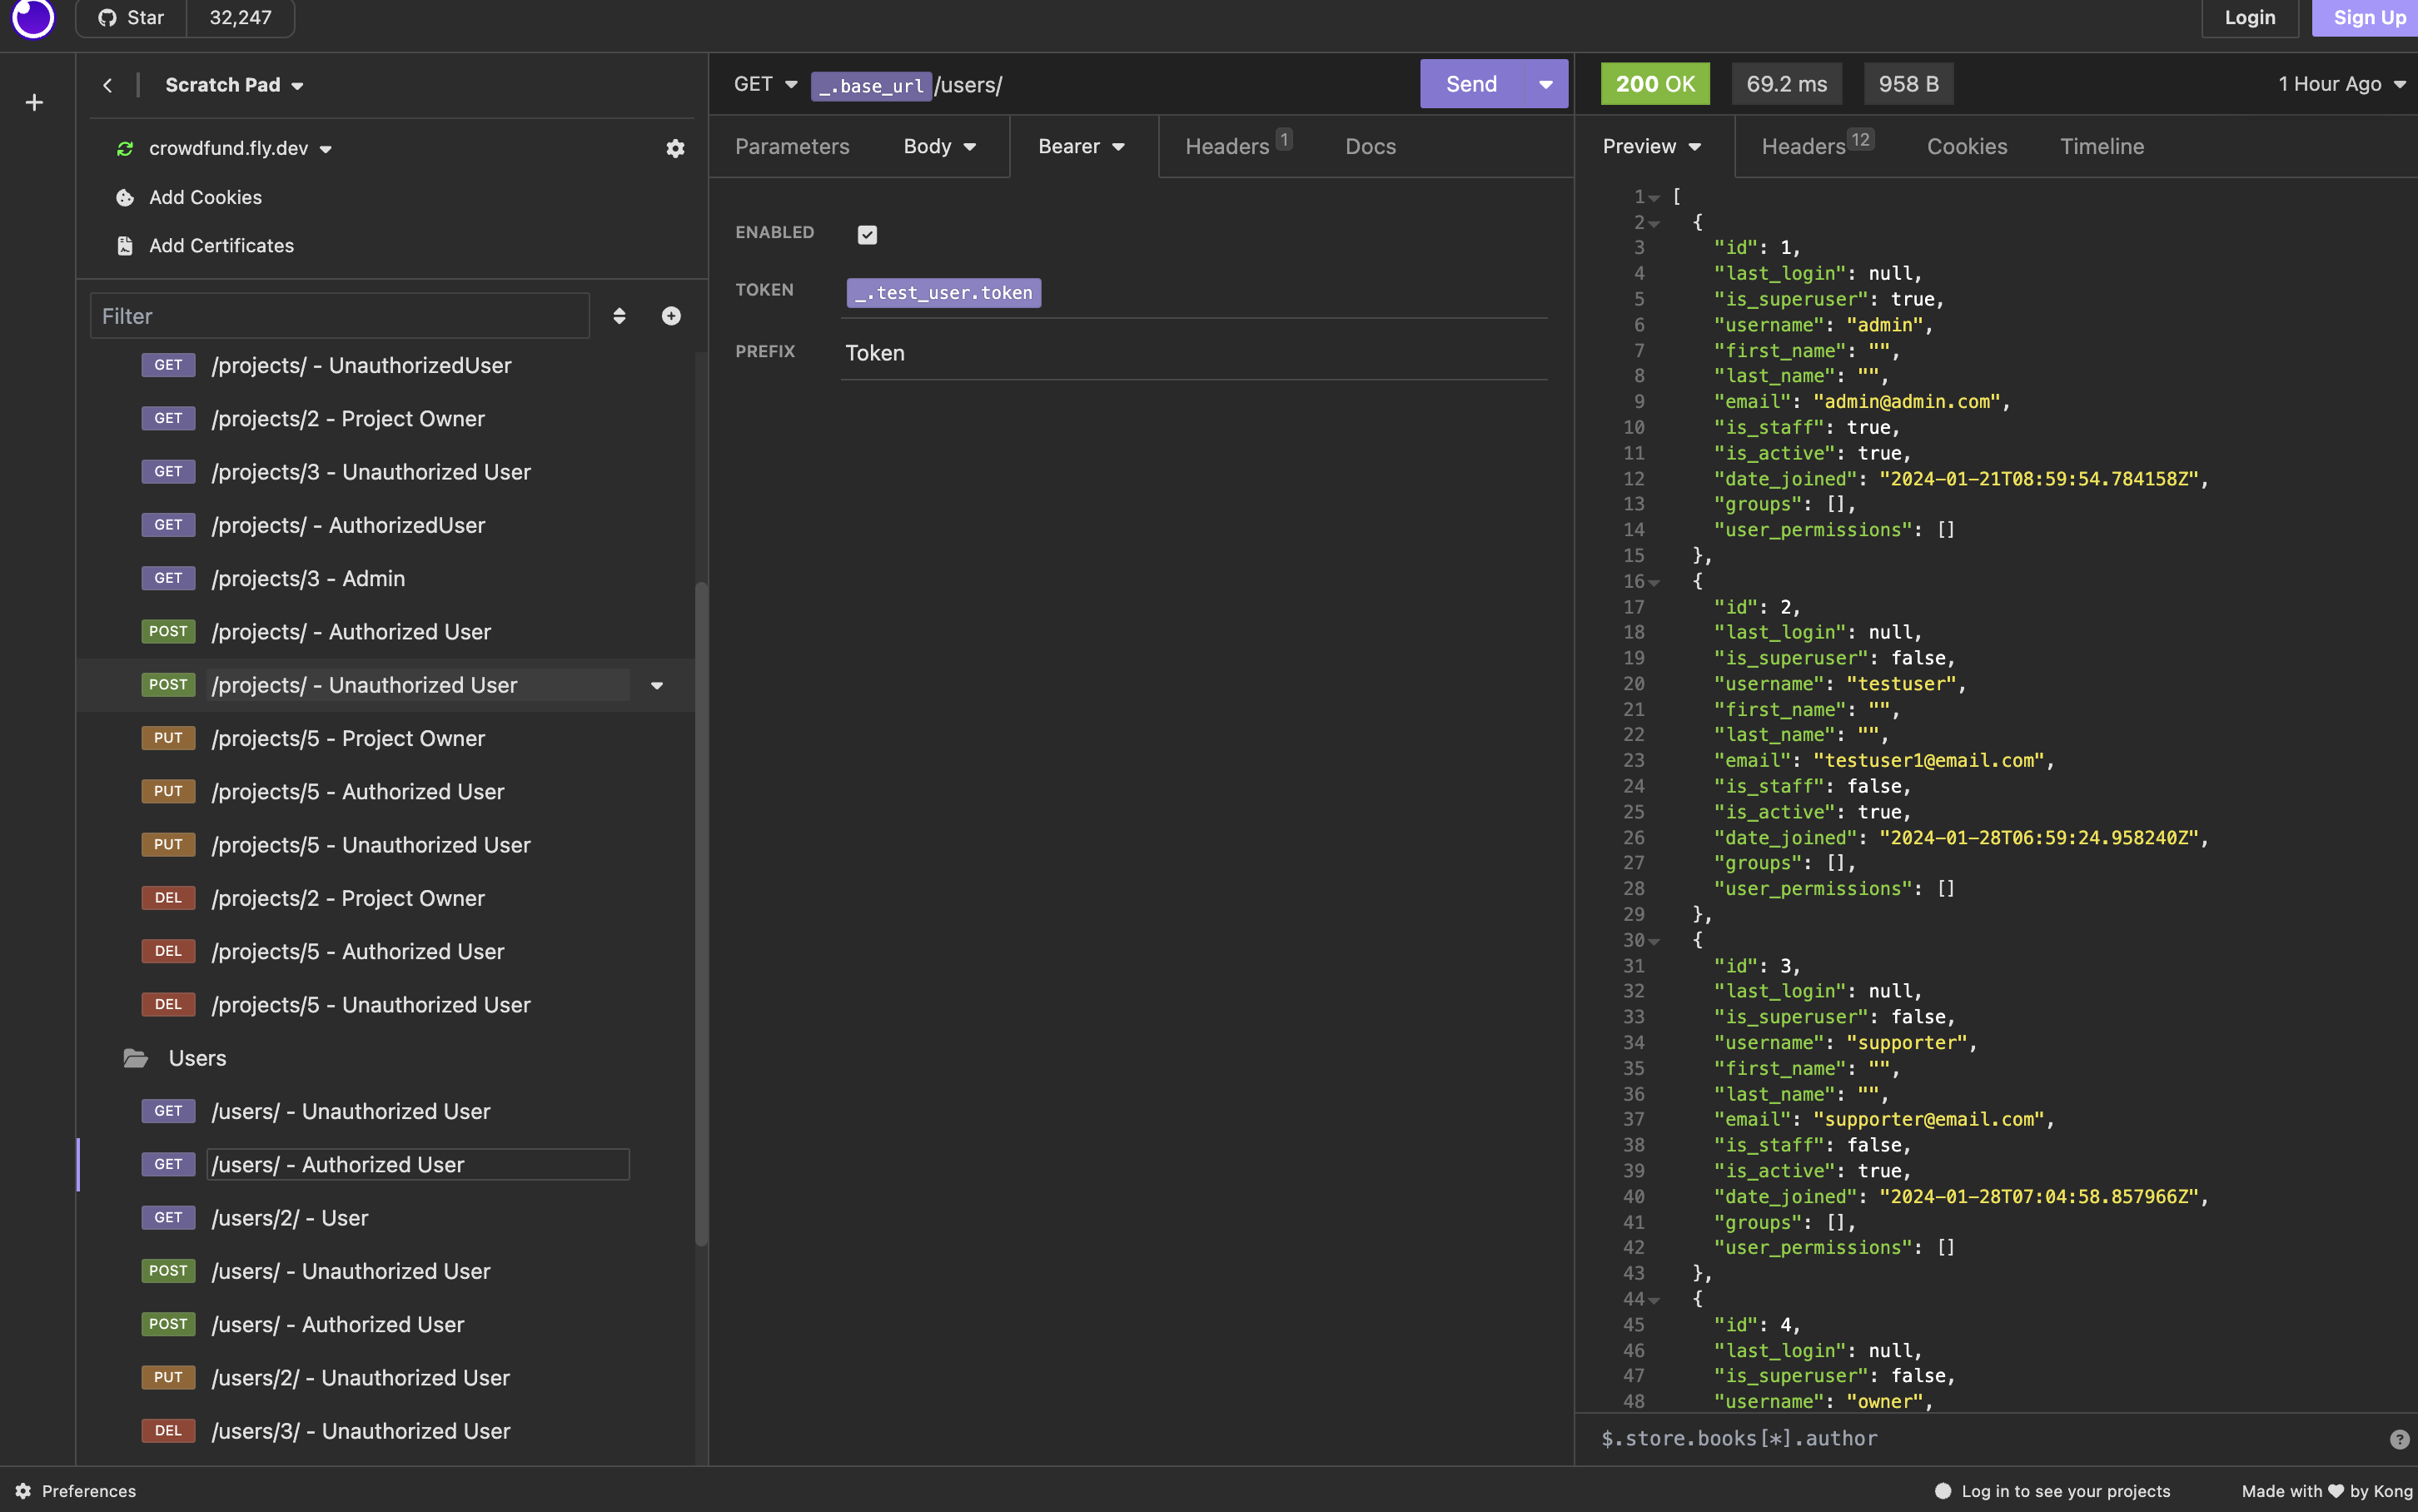 Star 32,247
Login Sign Up
Scratch Pad
crowdfund.fly.dev
Add Cookies
Add Certificates
Filter
GET /projects/ - UnauthorizedUser
GET /projects/2 - Project Owner
GET /projects/3 - Unauthorized User
GET /projects/ - AuthorizedUser
GET /projects/3 - Admin
POST /projects/ - Authorized User
POST /projects/ - Unauthorized User
PUT /projects/5 - Project Owner
PUT /projects/5 - Authorized User
PUT /projects/5 - Unauthorized User
DEL /projects/2 - Project Owner
DEL /projects/5 - Authorized User
DEL /projects/5 - Unauthorized User
Users
GET /users/ - Unauthorized User
GET /users/ - Authorized User
GET /users/2/ - User
POST /users/ - Unauthorized User
POST /users/ - Authorized User
PUT /users/2/ - Unauthorized User
DEL /users/3/ - Unauthorized User
GET _.base_url /users/ Send
Parameters Body Bearer Headers 1 Docs
ENABLED
TOKEN _.test_user.token
PREFIX Token
200 OK 69.2 ms 958 B 1 Hour Ago
Preview Headers 12 Cookies Timeline
1 [
2 {
3 "id": 1,
4 "last_login": null,
5 "is_superuser": true,
6 "username": "admin",
7 "first_name": "",
8 "last_name": "",
9 "email": "admin@admin.com",
10 "is_staff": true,
11 "is_active": true,
12 "date_joined": "2024-01-21T08:59:54.784158Z",
13 "groups": [],
14 "user_permissions": []
15 },
16 {
17 "id": 2,
18 "last_login": null,
19 "is_superuser": false,
20 "username": "testuser",
21 "first_name": "",
22 "last_name": "",
23 "email": "testuser1@email.com",
24 "is_staff": false,
25 "is_active": true,
26 "date_joined": "2024-01-28T06:59:24.958240Z",
27 "groups": [],
28 "user_permissions": []
29 },
30 {
31 "id": 3,
32 "last_login": null,
33 "is_superuser": false,
34 "username": "supporter",
35 "first_name": "",
36 "last_name": "",
37 "email": "supporter@email.com",
38 "is_staff": false,
39 "is_active": true,
40 "date_joined": "2024-01-28T07:04:58.857966Z",
41 "groups": [],
42 "user_permissions": []
43 },
44 {
45 "id": 4,
46 "last_login": null,
47 "is_superuser": false,
48 "username": "owner",
$.store.books[*].author
Preferences
Log in to see your projects Made with ♥ by Kong